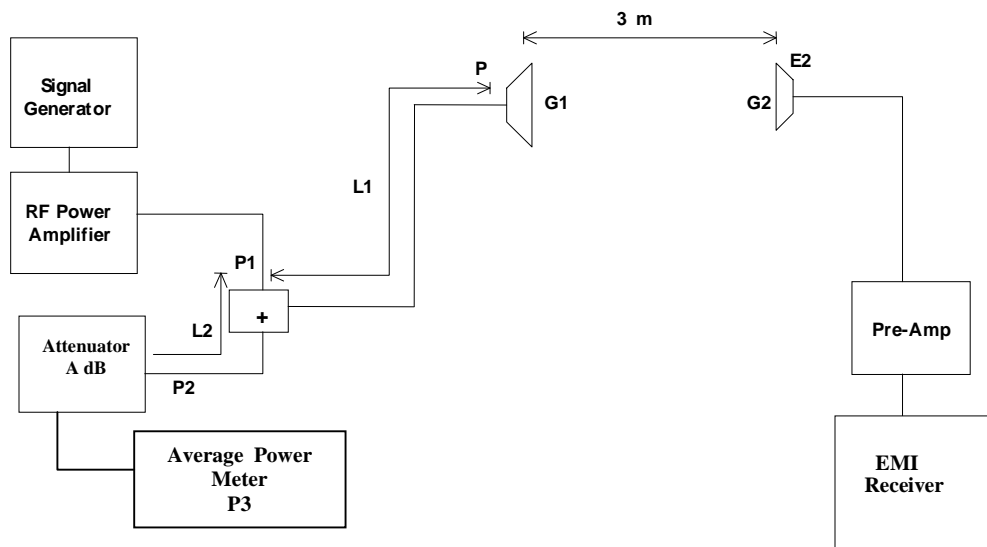 3 m
P
E2
Signal
Generator
G1
G2
L1
RF Power
Amplifier
P1
+
L2
Pre-Amp
Attenuator
A dB
P2
Average Power
Meter
P3
EMI
Receiver